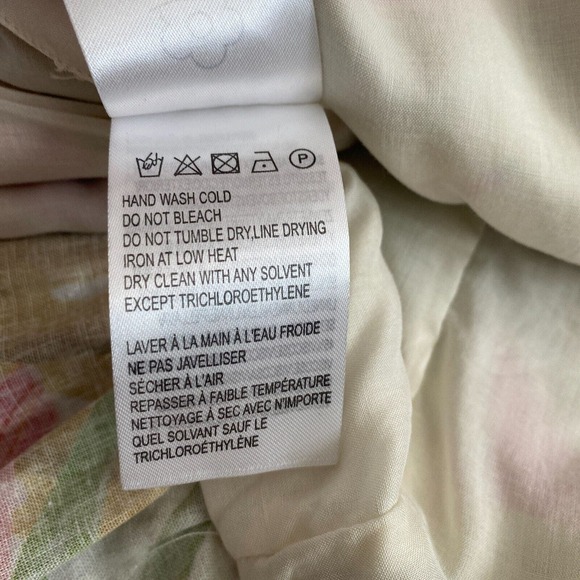 P
HAND WASH COLD
DO NOT BLEACH
DO NOT TUMBLE DRY,LINE DRYING
IRON AT LOW HEAT
DRY CLEAN WITH ANY SOLVENT
EXCEPT TRICHLOROETHYLENE
LAVER À LA MAIN À L'EAU FROIDE
NE PAS JAVELLISER
SÈCHER À L'AIR
REPASSER À FAIBLE TEMPÉRATURE
NETTOYAGE À SEC AVEC N'IMPORTE
QUEL SOLVANT SAUF LE
TRICHLOROÉTHYLÈNE